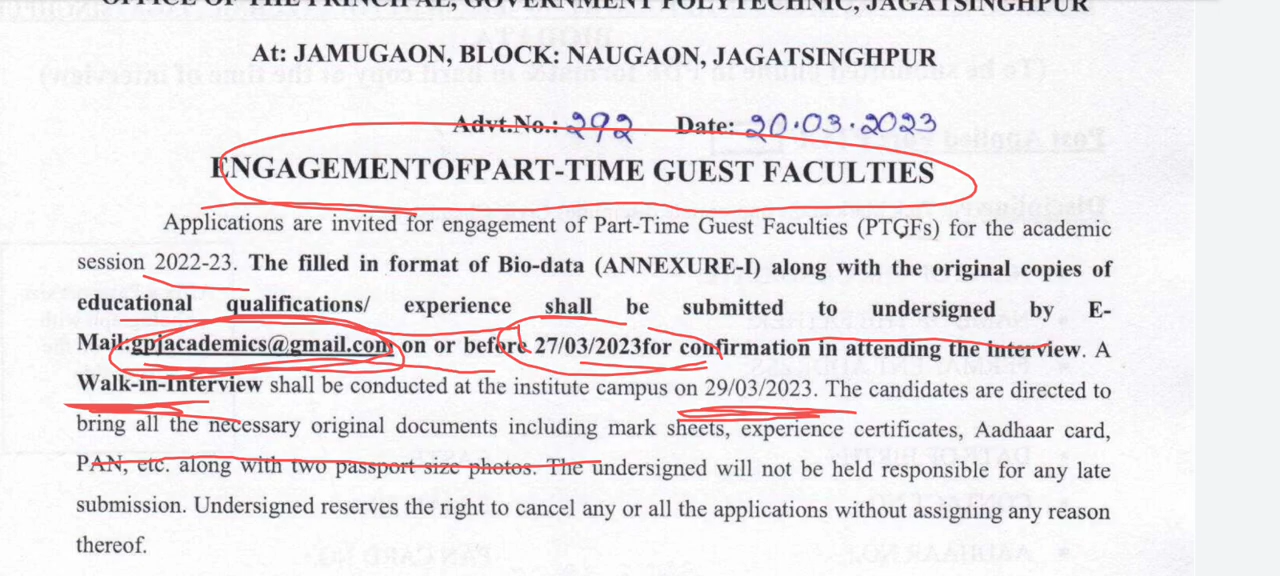 OFFICE OF THE PRINCIPAL, GOVERNMENT POLYTECHNIC, JAGATSINGHPUR
At: JAMUGAON, BLOCK: NAUGAON, JAGATSINGHPUR
Advt.No.: 292 Date: 20.03.2023
ENGAGEMENTOFPART-TIME GUEST FACULTIES
Applications are invited for engagement of Part-Time Guest Faculties (PTGFs) for the academic
session 2022-23. The filled in format of Bio-data (ANNEXURE-I) along with the original copies of
educational qualifications/ experience shall be submitted to undersigned by E-
Mail:gpjacademics@gmail.com on or before 27/03/2023for confirmation in attending the interview. A
Walk-in-Interview shall be conducted at the institute campus on 29/03/2023. The candidates are directed to
bring all the necessary original documents including mark sheets, experience certificates, Aadhaar card,
PAN, etc. along with two passport size photos. The undersigned will not be held responsible for any late
submission. Undersigned reserves the right to cancel any or all the applications without assigning any reason
thereof.